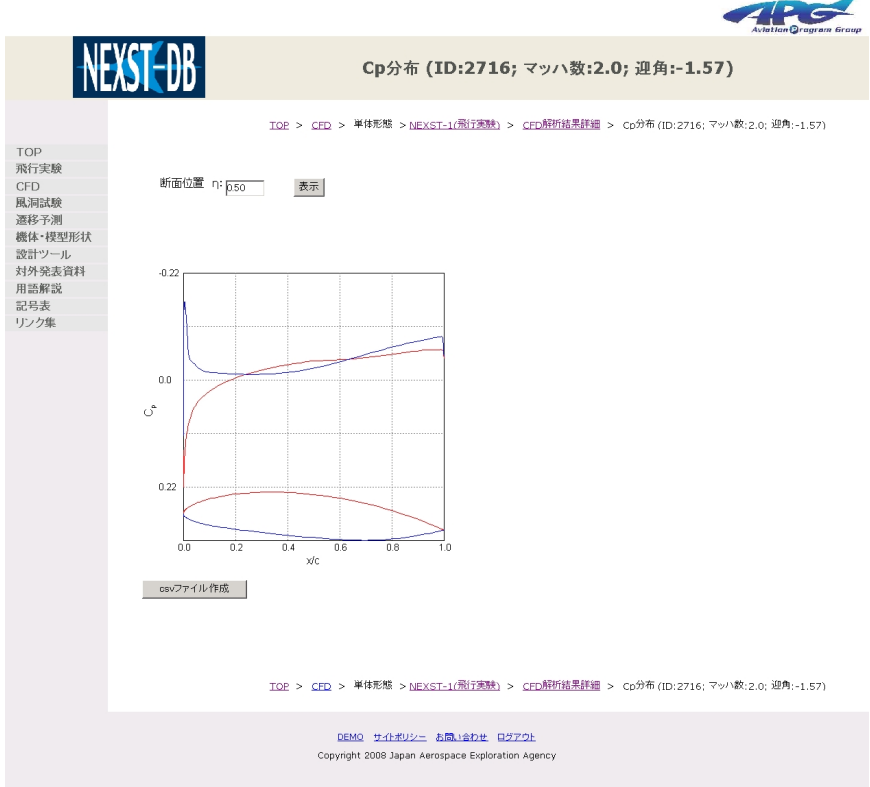 APG
Aviation Program Group
NEXST-DB
Cp分布 (ID:2716; マッハ数:2.0; 迎角:-1.57)
TOP > CFD > 単体形態 > NEXST-1(飛行実験) > CFD解析結果詳細 > Cp分布 (ID:2716; マッハ数:2.0; 迎角:-1.57)
TOP
飛行実験
CFD
風洞試験
遷移予測
機体・模型形状
設計ツール
対外発表資料
用語解説
記号表
リンク集
断面位置 η: 0.50 表示
-0.22
0.0
Cp
0.22
0.0 0.2 0.4 0.6 0.8 1.0
x/c
csvファイル作成
TOP > CFD > 単体形態 > NEXST-1(飛行実験) > CFD解析結果詳細 > Cp分布 (ID:2716; マッハ数:2.0; 迎角:-1.57)
DEMO サイトポリシー お問い合わせ ログアウト
Copyright 2008 Japan Aerospace Exploration Agency